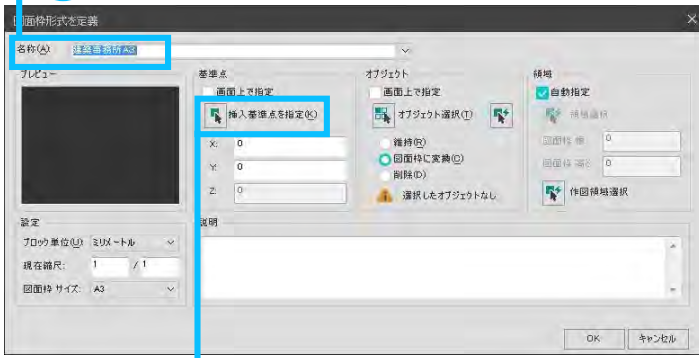 図面枠形式を定義
名称(A): 建築事務所A3
プレビュー
基準点
画面上で指定
挿入基準点を指定(K)
X: 0
Y: 0
Z: 0
オブジェクト
画面上で指定
オブジェクト選択(T)
維持(R)
図面枠に変換(C)
削除(D)
選択したオブジェクトなし
領域
自動指定
領域選択
図面枠 幅: 0
図面枠 高さ: 0
作図領域選択
設定
ブロック単位(U): ミリメートル
現在縮尺: 1 / 1
図面枠 サイズ: A3
説明
OK キャンセル